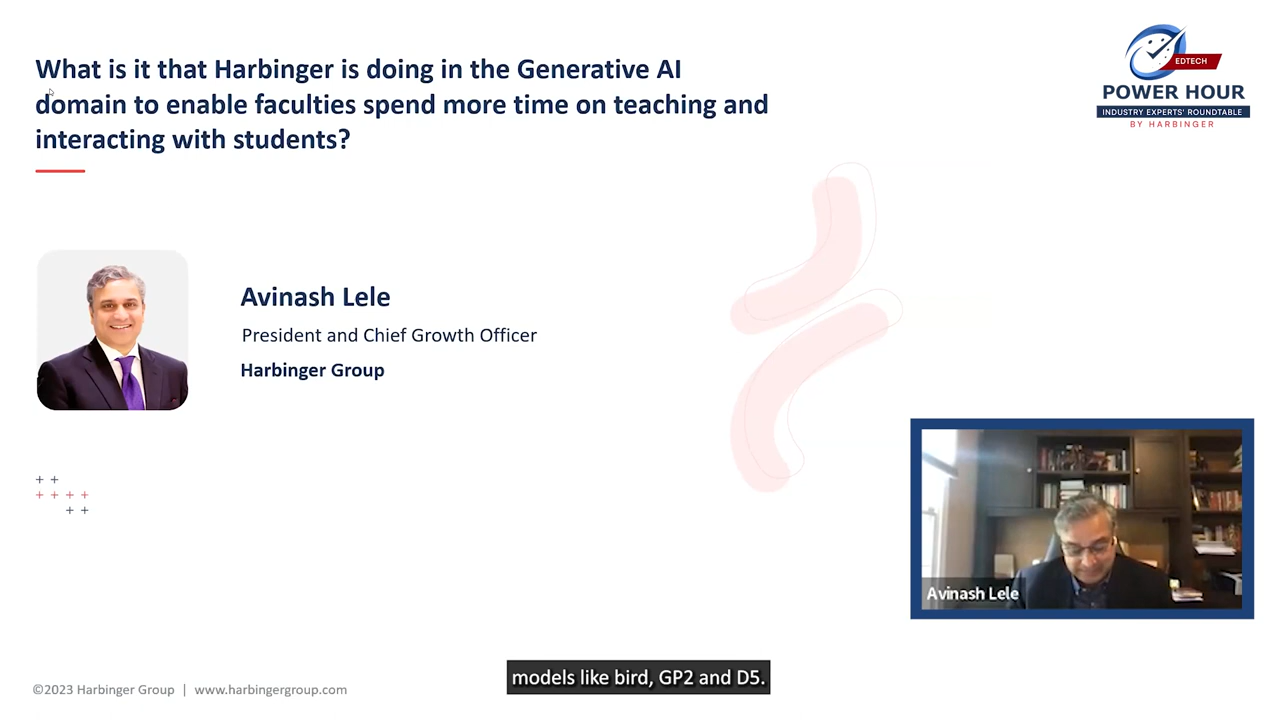 What is it that Harbinger is doing in the Generative AI
domain to enable faculties spend more time on teaching and
interacting with students?
EDTECH
POWER HOUR
INDUSTRY EXPERTS' ROUNDTABLE
BY HARBINGER
Avinash Lele
President and Chief Growth Officer
Harbinger Group
Avinash Lele
models like bird, GP2 and D5.
©2023 Harbinger Group | www.harbingergroup.com